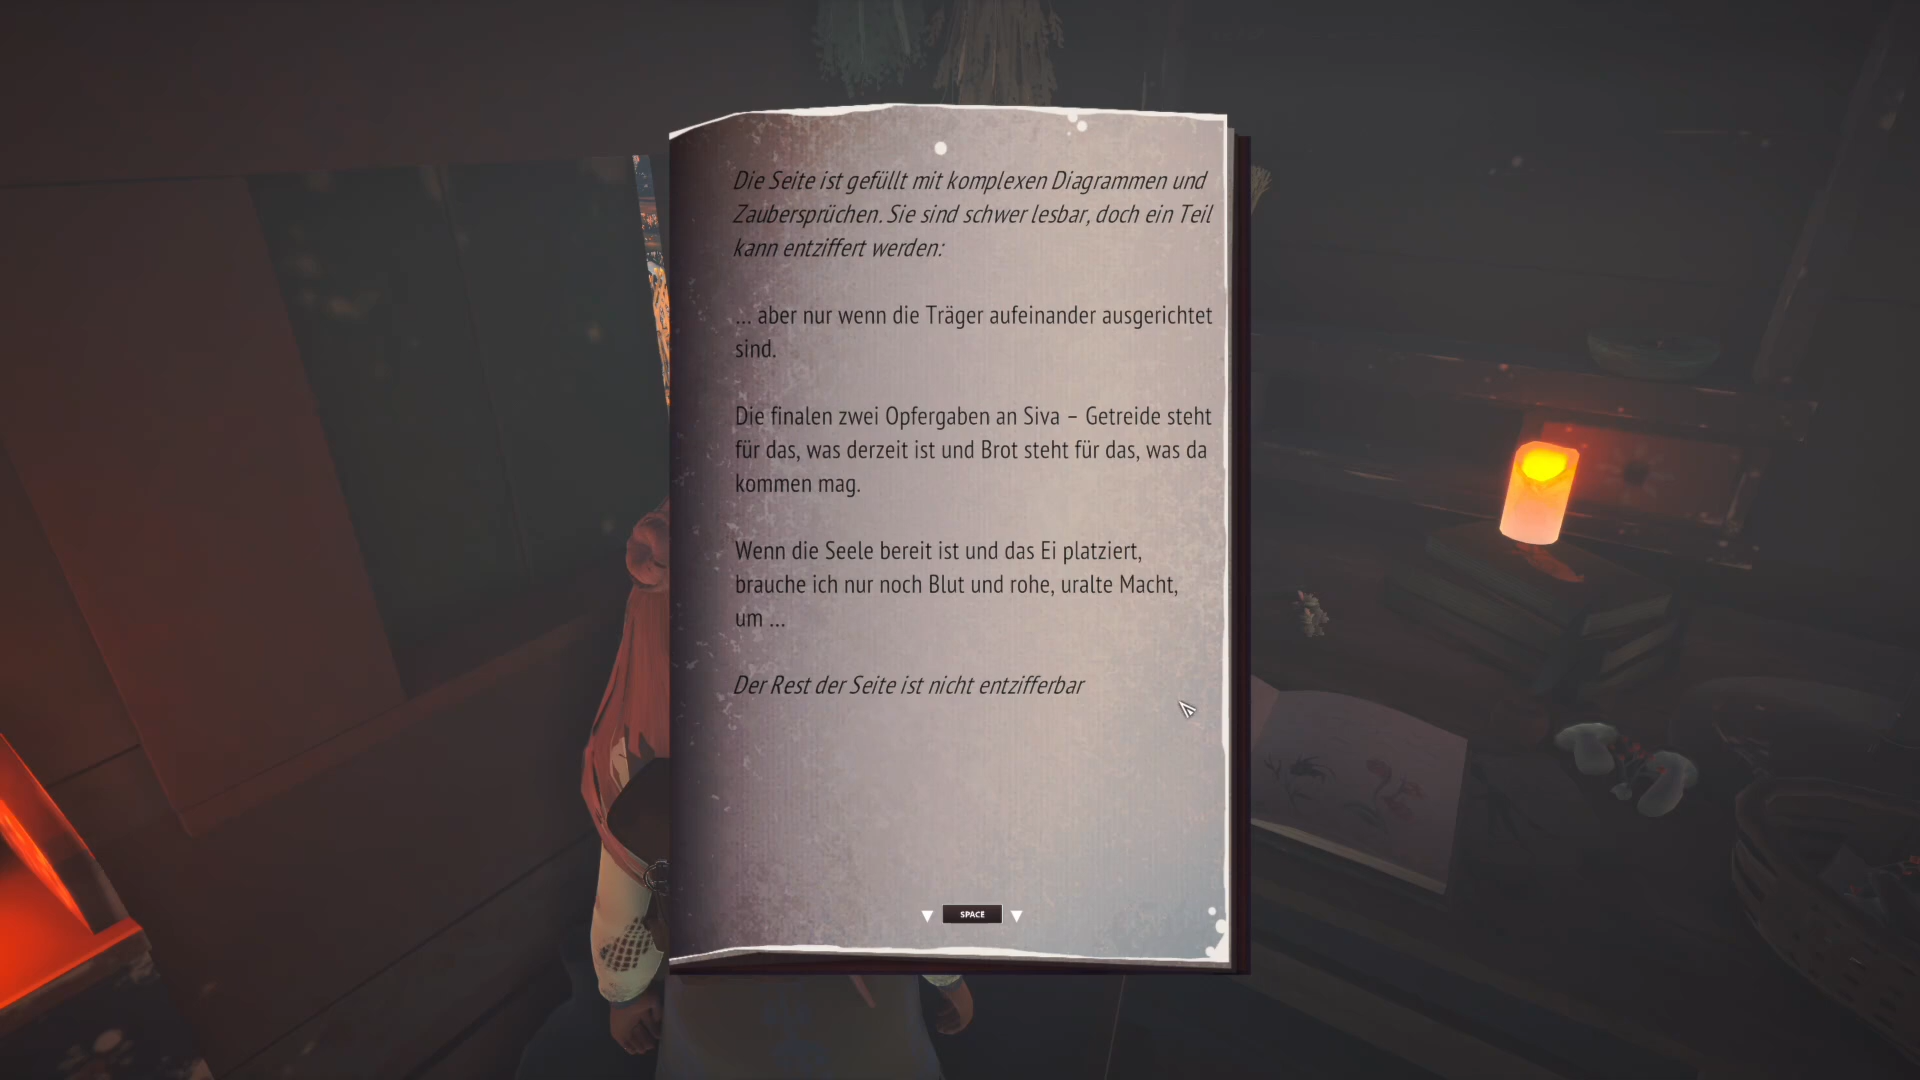 Die Seite ist gefüllt mit komplexen Diagrammen und
Zaubersprüchen. Sie sind schwer lesbar, doch ein Teil
kann entziffert werden:
... aber nur wenn die Träger aufeinander ausgerichtet
sind.
Die finalen zwei Opfergaben an Siva – Getreide steht
für das, was derzeit ist und Brot steht für das, was da
kommen mag.
Wenn die Seele bereit ist und das Ei platziert,
brauche ich nur noch Blut und rohe, uralte Macht,
um ...
Der Rest der Seite ist nicht entzifferbar
SPACE